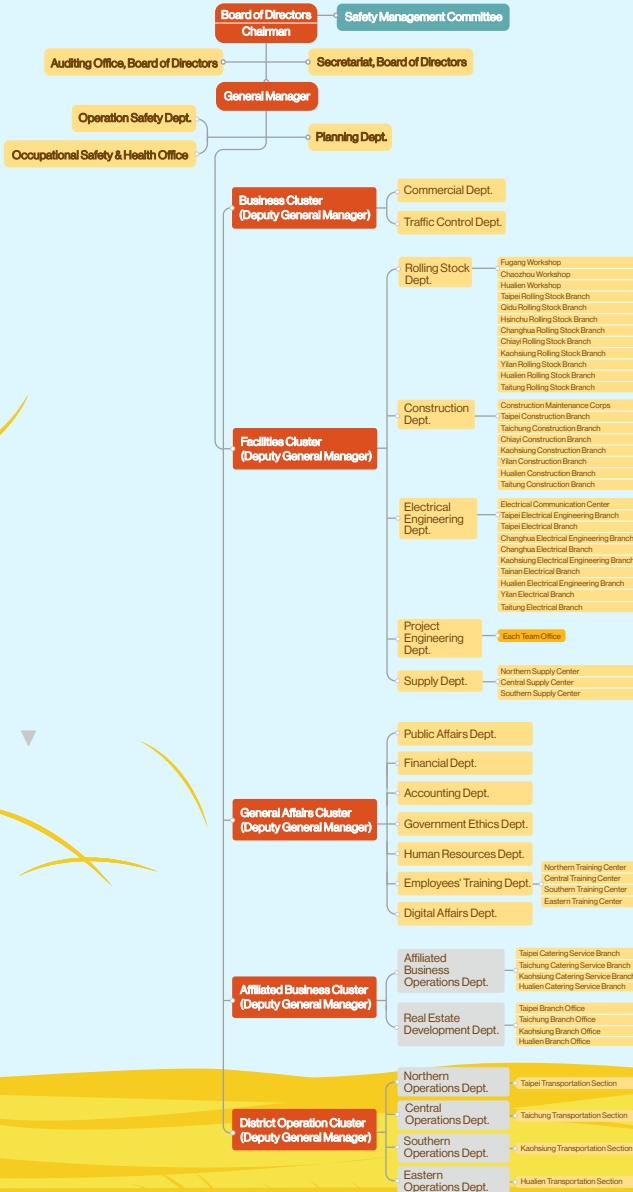 Board of Directors
Chairman
Safety Management Committee
Auditing Office, Board of Directors
Secretariat, Board of Directors
General Manager
Operation Safety Dept.
Occupational Safety & Health Office
Planning Dept.
Business Cluster
(Deputy General Manager)
Commercial Dept.
Traffic Control Dept.
Facilities Cluster
(Deputy General Manager)
Rolling Stock
Dept.
Fugang Workshop
Chaozhou Workshop
Hualien Workshop
Taipei Rolling Stock Branch
Qidu Rolling Stock Branch
Hsinchu Rolling Stock Branch
Changhua Rolling Stock Branch
Chiayi Rolling Stock Branch
Kaohsiung Rolling Stock Branch
Yilan Rolling Stock Branch
Hualien Rolling Stock Branch
Taitung Rolling Stock Branch
Construction
Dept.
Construction Maintenance Corps
Taipei Construction Branch
Taichung Construction Branch
Chiayi Construction Branch
Kaohsiung Construction Branch
Yilan Construction Branch
Hualien Construction Branch
Taitung Construction Branch
Electrical
Engineering
Dept.
Electrical Communication Center
Taipei Electrical Engineering Branch
Taipei Electrical Branch
Changhua Electrical Engineering Branch
Changhua Electrical Branch
Kaohsiung Electrical Engineering Branch
Tainan Electrical Branch
Hualien Electrical Engineering Branch
Yilan Electrical Branch
Taitung Electrical Branch
Project
Engineering
Dept.
Each Team Office
Supply Dept.
Northern Supply Center
Central Supply Center
Southern Supply Center
General Affairs Cluster
(Deputy General Manager)
Public Affairs Dept.
Financial Dept.
Accounting Dept.
Government Ethics Dept.
Human Resources Dept.
Employees' Training Dept.
Northern Training Center
Central Training Center
Southern Training Center
Eastern Training Center
Digital Affairs Dept.
Affiliated Business Cluster
(Deputy General Manager)
Affiliated
Business
Operations Dept.
Taipei Catering Service Branch
Taichung Catering Service Branch
Kaohsiung Catering Service Branch
Hualien Catering Service Branch
Real Estate
Development Dept.
Taipei Branch Office
Taichung Branch Office
Kaohsiung Branch Office
Hualien Branch Office
District Operation Cluster
(Deputy General Manager)
Northern
Operations Dept.
Taipei Transportation Section
Central
Operations Dept.
Taichung Transportation Section
Southern
Operations Dept.
Kaohsiung Transportation Section
Eastern
Operations Dept.
Hualien Transportation Section